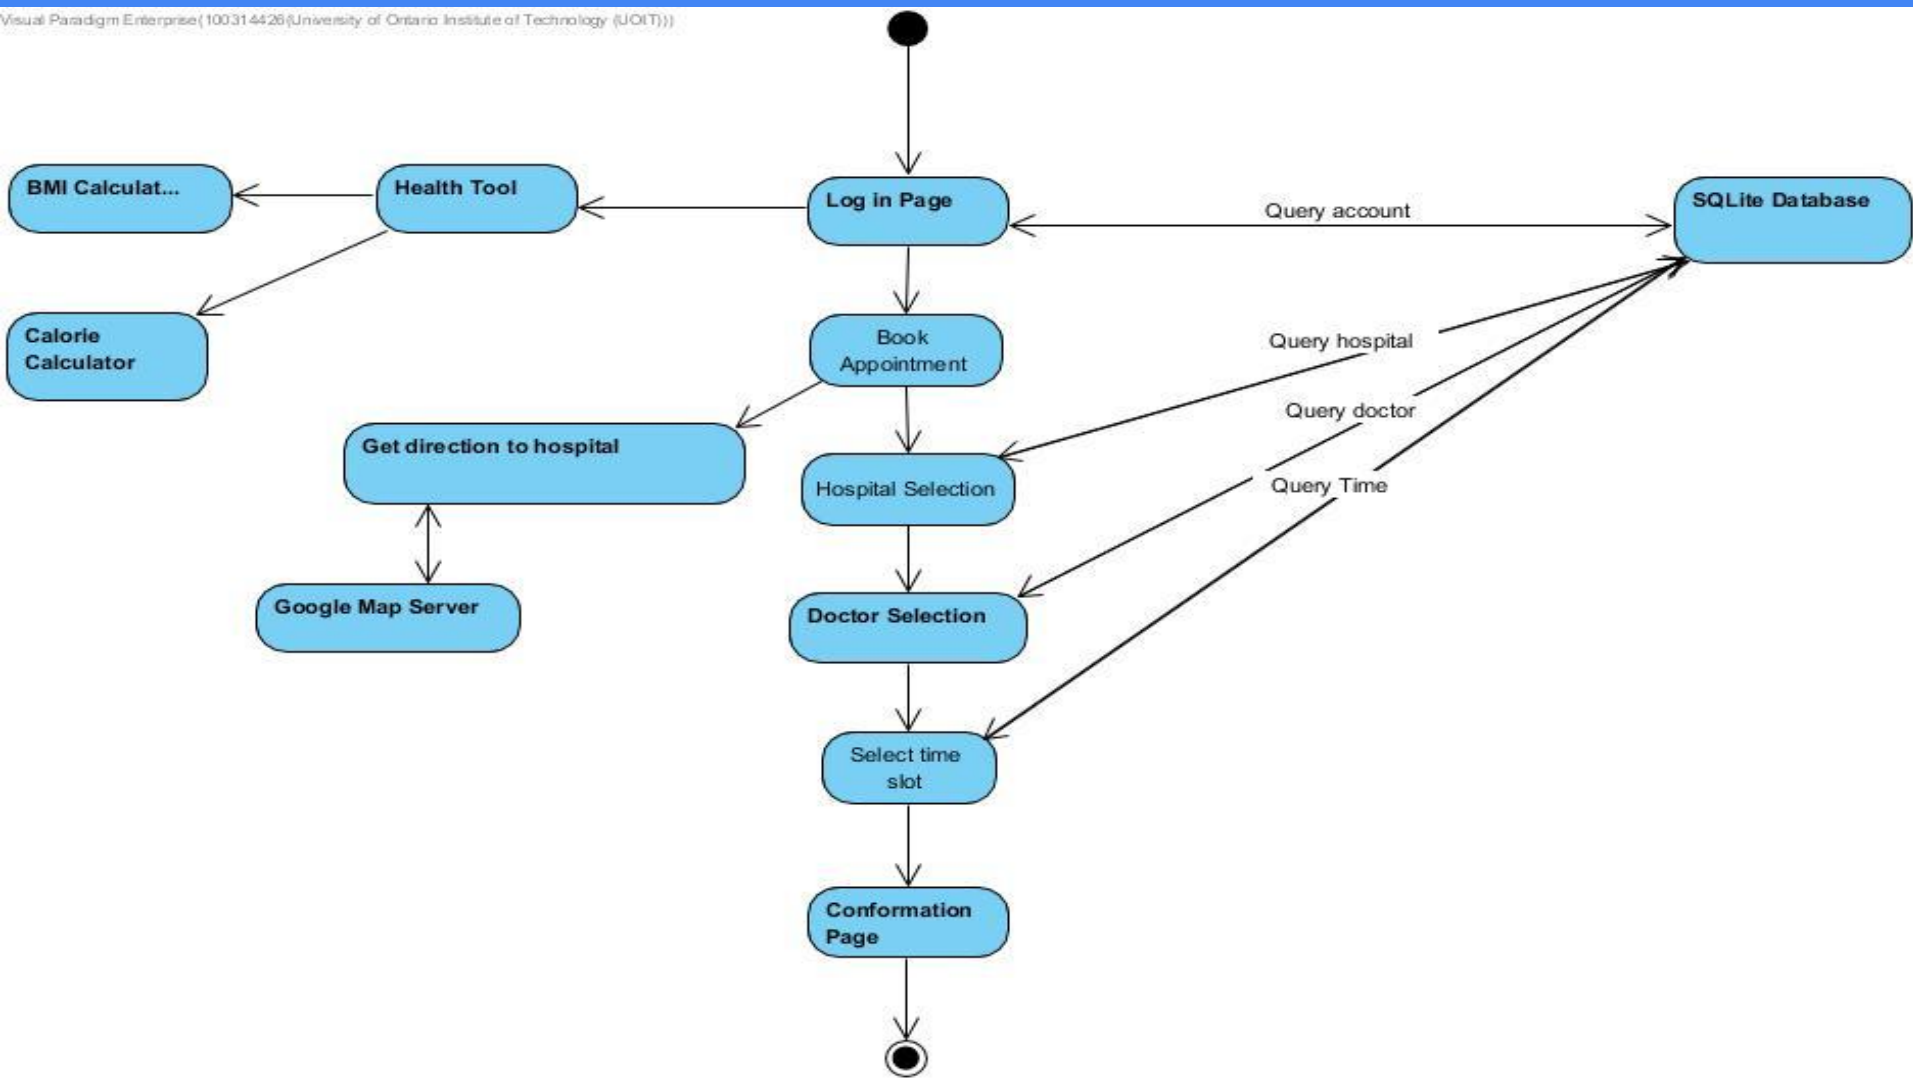 Visual Paradigm Enterprise(100314426(University of Ontario Institute of Technology (UOIT)))
BMI Calculat...
Health Tool
Log in Page
Query account
SQLite Database
Calorie
Calculator
Book
Appointment
Query hospital
Query doctor
Get direction to hospital
Hospital Selection
Query Time
Google Map Server
Doctor Selection
Select time
slot
Conformation
Page